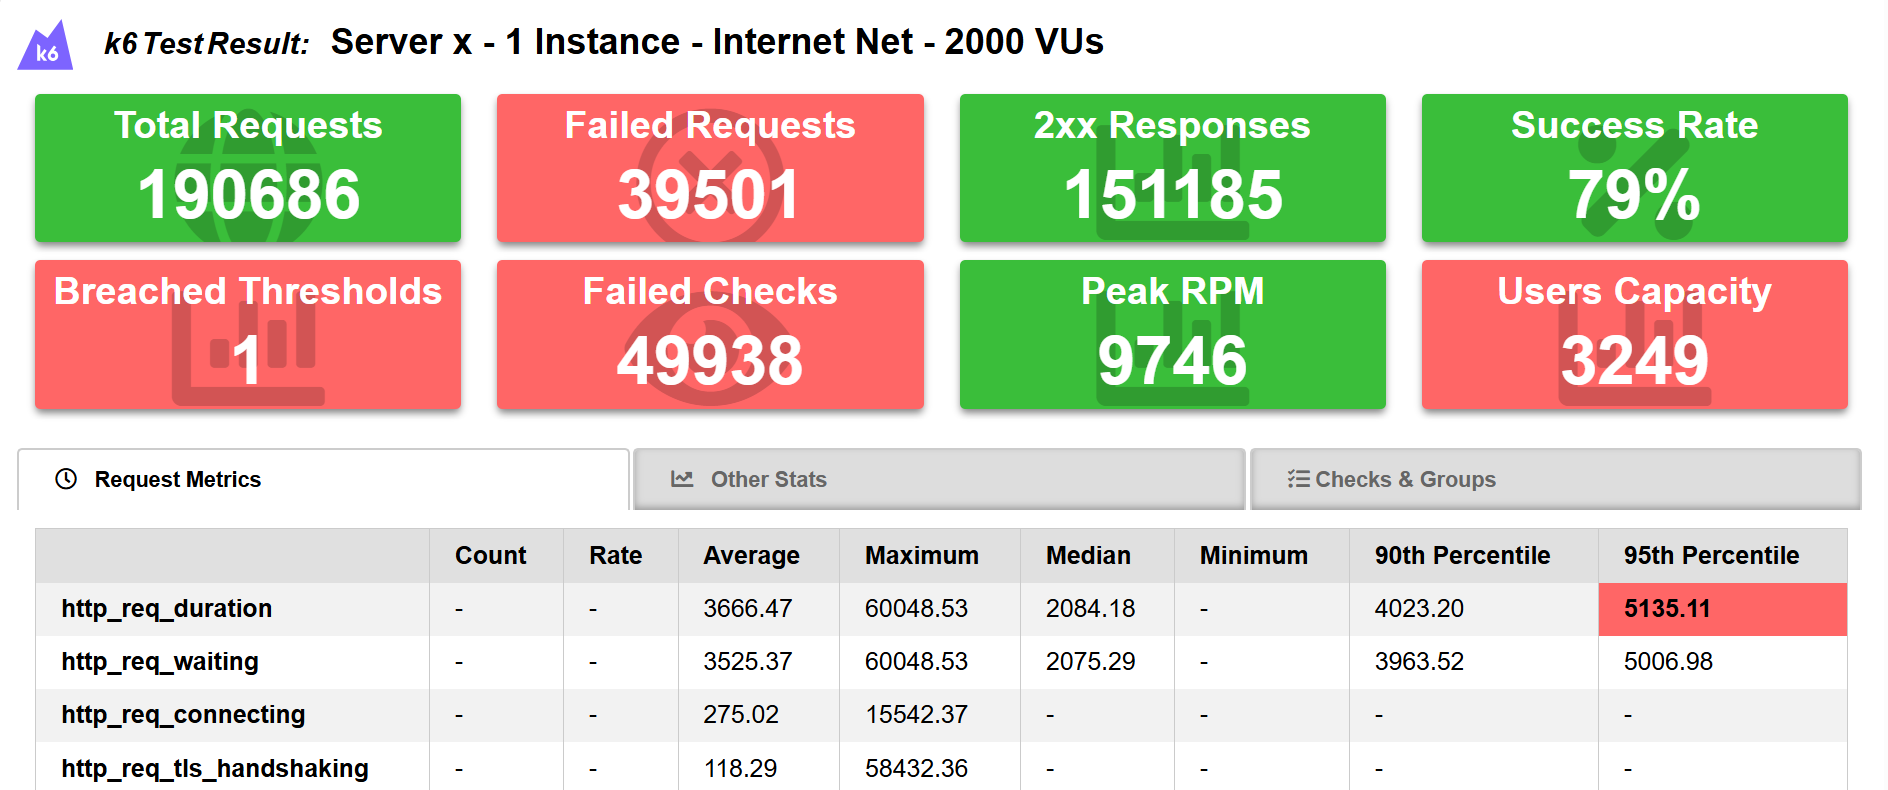 k6
k6 Test Result: Server x - 1 Instance - Internet Net - 2000 VUs
Total Requests
190686
Failed Requests
39501
2xx Responses
151185
Success Rate
79%
Breached Thresholds
1
Failed Checks
49938
Peak RPM
9746
Users Capacity
3249
Request Metrics
Other Stats
Checks & Groups
Count Rate Average Maximum Median Minimum 90th Percentile 95th Percentile
http_req_duration - - 3666.47 60048.53 2084.18 - 4023.20 5135.11
http_req_waiting - - 3525.37 60048.53 2075.29 - 3963.52 5006.98
http_req_connecting - - 275.02 15542.37 - - - -
http_req_tls_handshaking - - 118.29 58432.36 - - - -